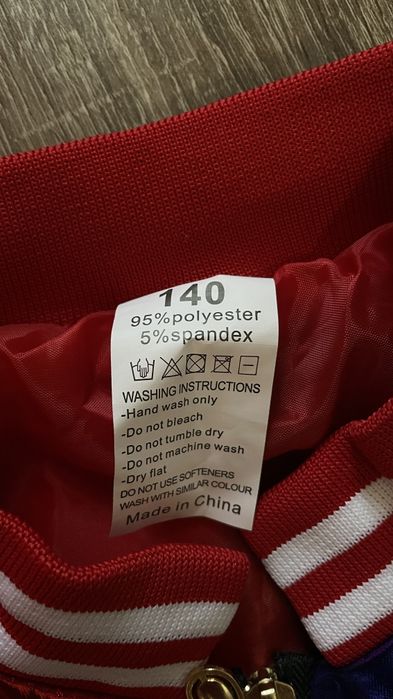 140
95%polyester
5%spandex
WASHING INSTRUCTIONS
-Hand wash only
-Do not bleach
-Do not tumble dry
-Do not machine wash
-Dry flat
DO NOT USE SOFTENERS
WASH WITH SIMILAR COLOUR
Made in China